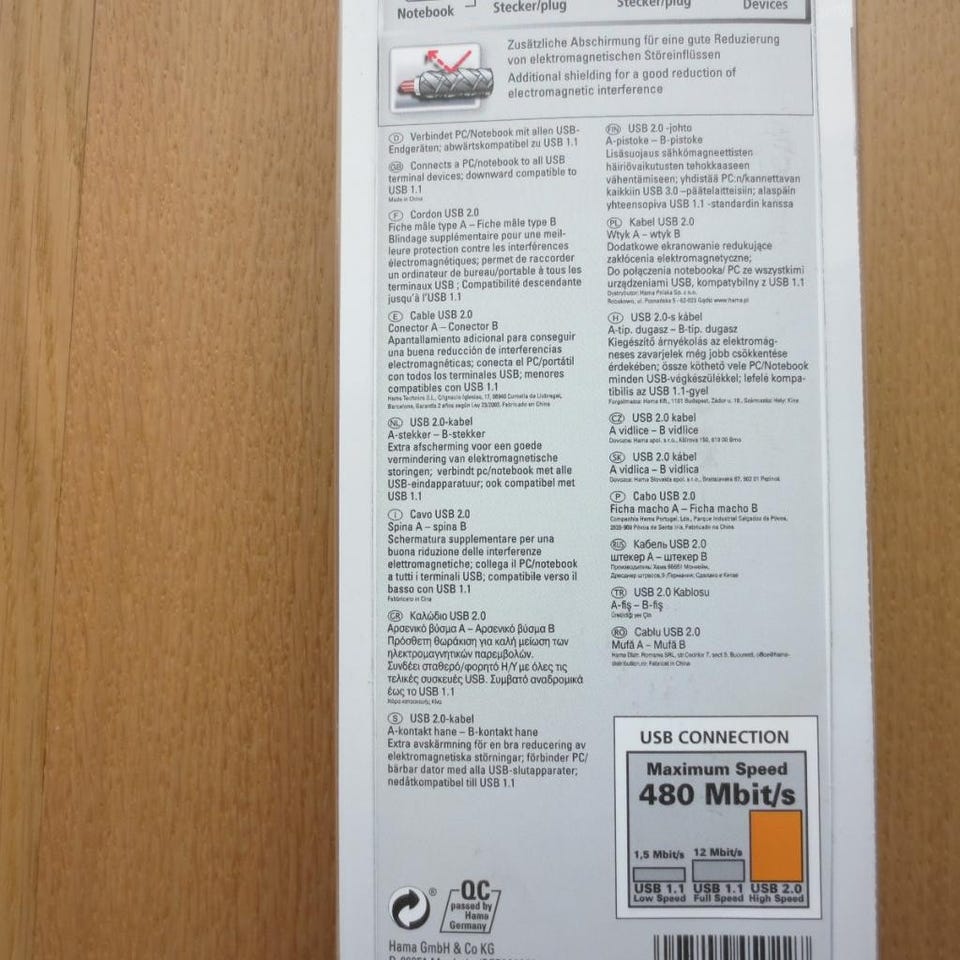 Notebook
Stecker/plug
Stecker/plug
Devices
Zusätzliche Abschirmung für eine gute Reduzierung
von elektromagnetischen Störeinflüssen
Additional shielding for a good reduction of
electromagnetic interference
D Verbindet PC/Notebook mit allen USB-
Endgeräten; abwärtskompatibel zu USB 1.1
GB Connects a PC/notebook to all USB
terminal devices; downward compatible to
USB 1.1
Made in China
F Cordon USB 2.0
Fiche mâle type A – Fiche mâle type B
Blindage supplémentaire pour une meil-
leure protection contre les interférences
électromagnétiques; permet de raccorder
un ordinateur de bureau/portable à tous les
terminaux USB ; Compatibilité descendante
jusqu'à l'USB 1.1
E Cable USB 2.0
Conector A – Conector B
Apantallamiento adicional para conseguir
una buena reducción de interferencias
electromagnéticas; conecta el PC/portátil
con todos los terminales USB; menores
compatibles con USB 1.1
NL USB 2.0-kabel
A-stekker – B-stekker
Extra afscherming voor een goede
vermindering van elektromagnetische
storingen; verbindt pc/notebook met alle
USB-eindapparatuur; ook compatibel met
USB 1.1
I Cavo USB 2.0
Spina A – spina B
Schermatura supplementare per una
buona riduzione delle interferenze
elettromagnetiche; collega il PC/notebook
a tutti i terminali USB; compatibile verso il
basso con USB 1.1
Fabbricato in Cina
GR Καλώδιο USB 2.0
Αρσενικό βύσμα A – Αρσενικό βύσμα B
Πρόσθετη θωράκιση για καλή μείωση των
ηλεκτρομαγνητικών παρεμβολών.
Συνδέει σταθερό/φορητό Η/Υ με όλες τις
τελικές συσκευές USB. Συμβατό αναδρομικά
έως το USB 1.1
Χώρα κατασκευής: Κίνα
S USB 2.0-kabel
A-kontakt hane – B-kontakt hane
Extra avskärmning för en bra reducering av
elektromagnetiska störningar; förbinder PC/
bärbar dator med alla USB-slutapparater;
nedåtkompatibel till USB 1.1
FIN USB 2.0 -johto
A-pistoke – B-pistoke
Lisäsuojaus sähkömagneettisten
häiriövaikutusten tehokkaaseen
vähentämiseen; yhdistää PC:n/kannettavan
kaikkiin USB 3.0 –päätelaitteisiin; alaspäin
yhteensopiva USB 1.1 -standardin kanssa
PL Kabel USB 2.0
Wtyk A – wtyk B
Dodatkowe ekranowanie redukujące
zakłócenia elektromagnetyczne;
Do połączenia notebooka/ PC ze wszystkimi
urządzeniami USB, kompatybilny z USB 1.1
Dystrybutor: Hama Polska Sp. z o.o.
H USB 2.0-s kábel
A-tip. dugasz – B-tip. dugasz
Kiegészítő árnyékolás az elektromág-
neses zavarjelek még jobb csökkentése
érdekében; össze köthető vele PC/Notebook
minden USB-végkészülékkel; lefelé kompa-
tibilis az USB 1.1-gyel
CZ USB 2.0 kabel
A vidlice – B vidlice
SK USB 2.0 kábel
A vidlica – B vidlica
P Cabo USB 2.0
Ficha macho A – Ficha macho B
RUS Кабель USB 2.0
штекер A – штекер B
TR USB 2.0 Kablosu
A-fiş – B-fiş
RO Cablu USB 2.0
Mufă A – Mufă B
USB CONNECTION
Maximum Speed
480 Mbit/s
1,5 Mbit/s
12 Mbit/s
USB 1.1
Low Speed
USB 1.1
Full Speed
USB 2.0
High Speed
®
QC
passed by
Hama
Germany
Hama GmbH & Co KG